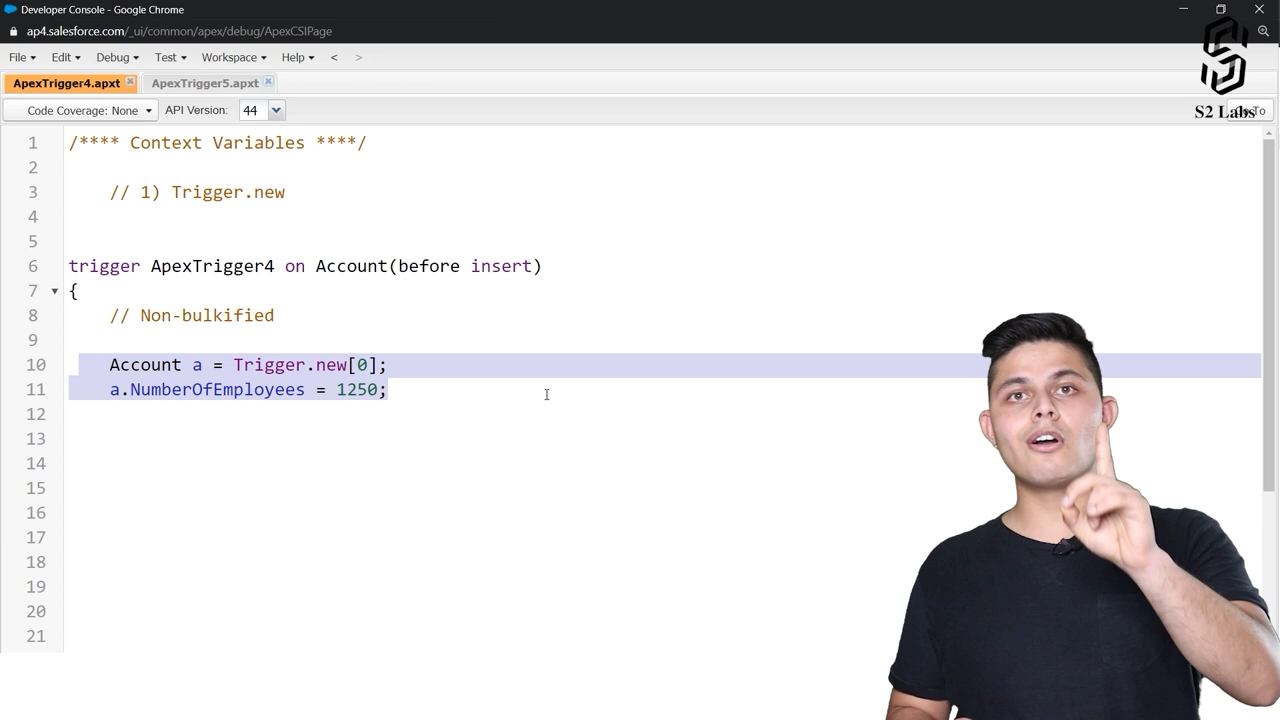 Developer Console - Google Chrome
ap4.salesforce.com/_ui/common/apex/debug/ApexCSIPage
File Edit Debug Test Workspace Help < >
ApexTrigger4.apxt ApexTrigger5.apxt
Code Coverage: None API Version: 44 To
S2 Labs
1 /**** Context Variables ****/
2
3 // 1) Trigger.new
4
5
6 trigger ApexTrigger4 on Account(before insert)
7 {
8 // Non-bulkified
9
10 Account a = Trigger.new[0];
11 a.NumberOfEmployees = 1250;
12
13
14
15
16
17
18
19
20
21